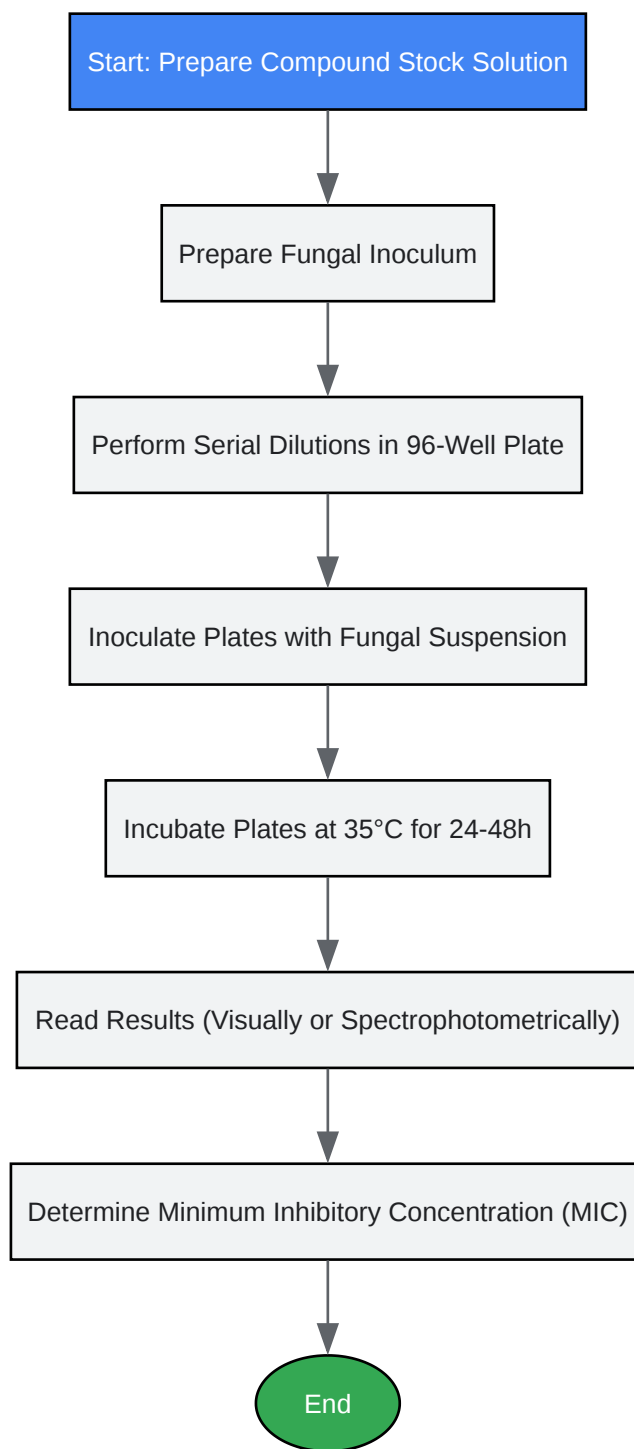 Start: Prepare Compound Stock Solution
Prepare Fungal Inoculum
Perform Serial Dilutions in 96-Well Plate
Inoculate Plates with Fungal Suspension
Incubate Plates at 35°C for 24-48h
Read Results (Visually or Spectrophotometrically)
Determine Minimum Inhibitory Concentration (MIC)
End